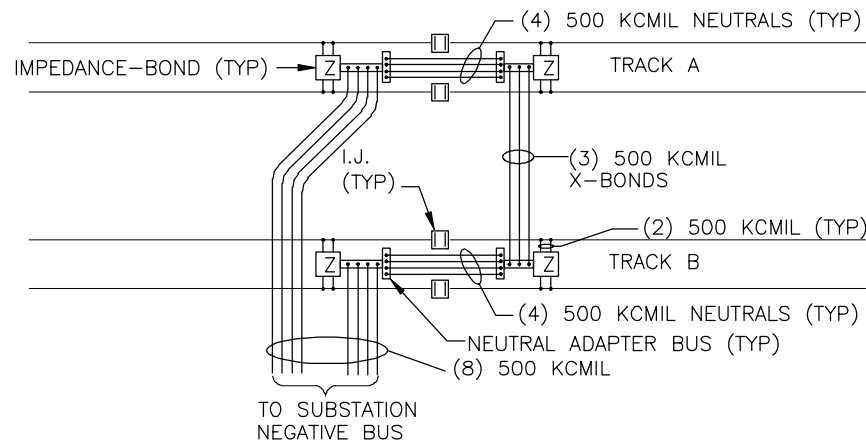 (4) 500 KCMIL NEUTRALS (TYP)
IMPEDANCE-BOND (TYP)
Z
Z
TRACK A
I.J.
(TYP)
(3) 500 KCMIL
X-BONDS
(2) 500 KCMIL (TYP)
Z
Z
TRACK B
(4) 500 KCMIL NEUTRALS (TYP)
NEUTRAL ADAPTER BUS (TYP)
(8) 500 KCMIL
TO SUBSTATION
NEGATIVE BUS